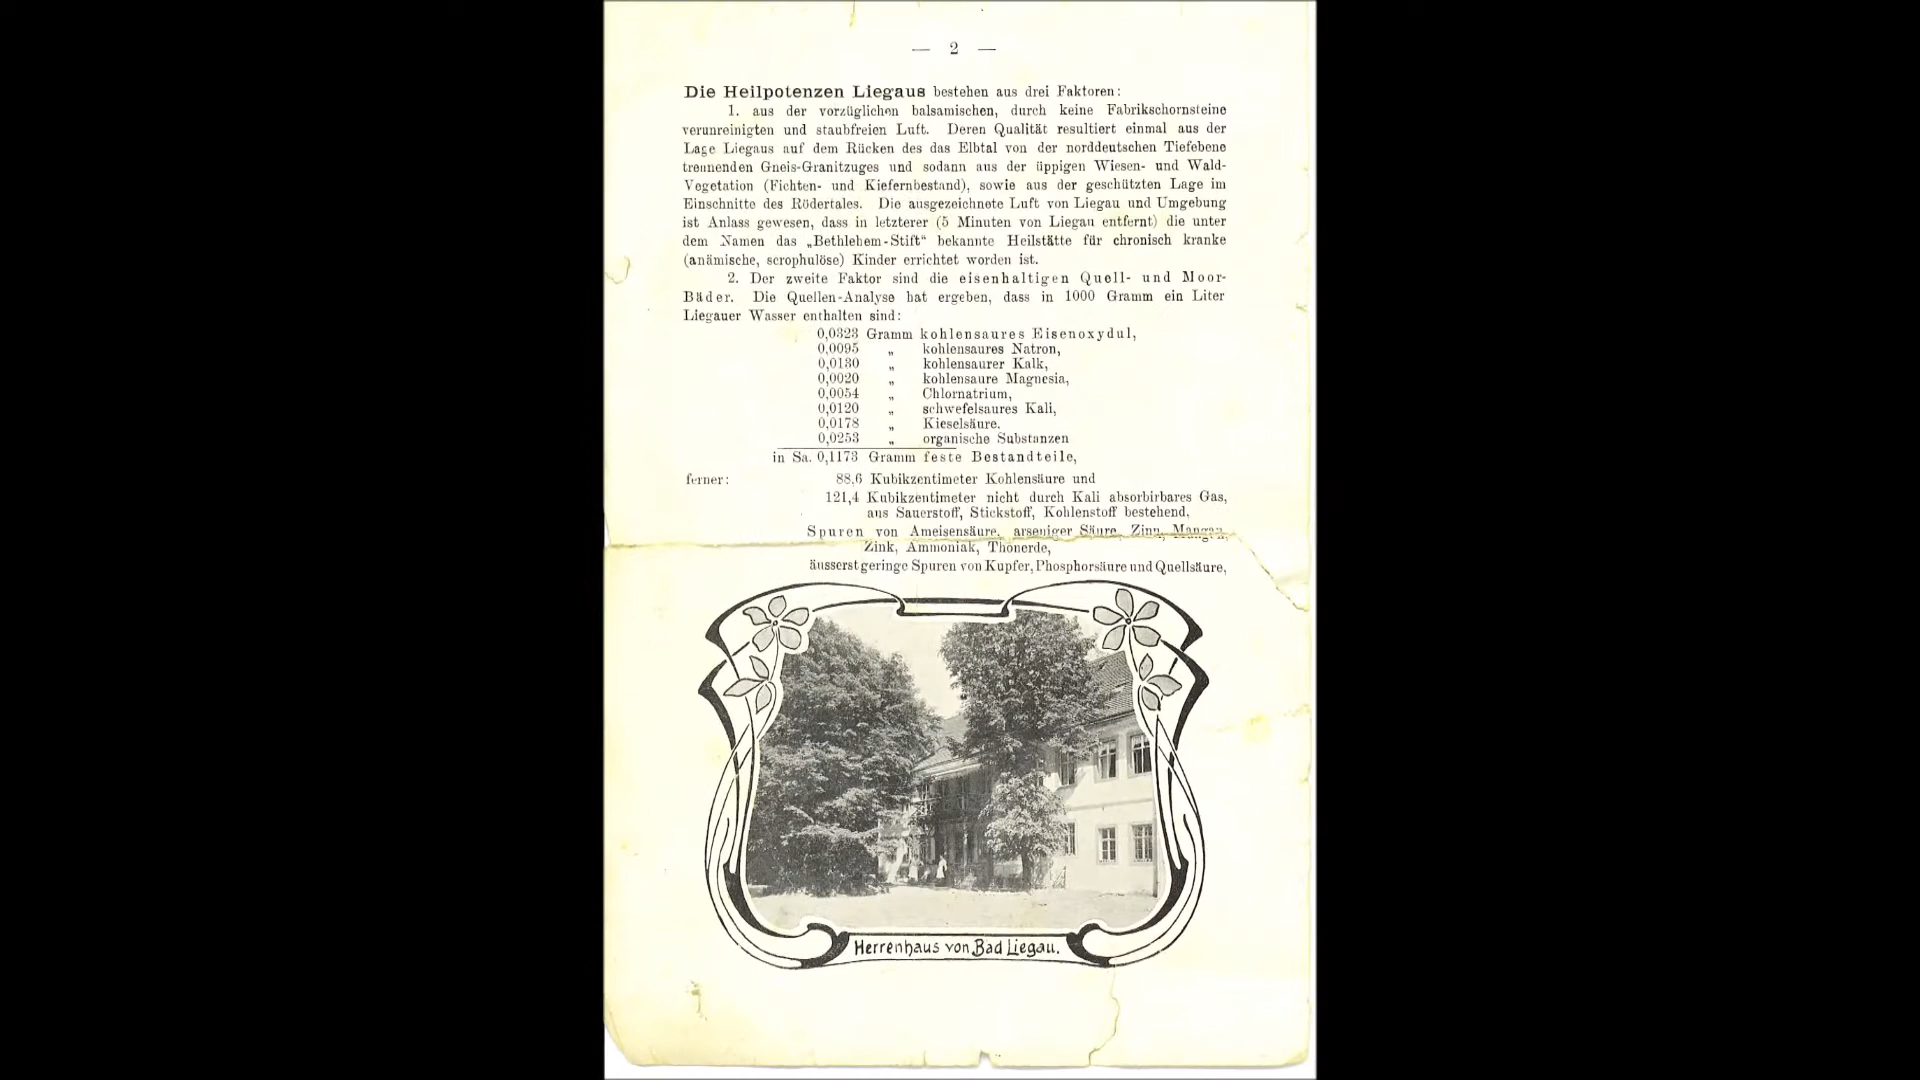 — 2 —
Die Heilpotenzen Liegaus bestehen aus drei Faktoren:
1. aus der vorzüglichen balsamischen, durch keine Fabrikschornsteine
verunreinigten und staubfreien Luft. Deren Qualität resultiert einmal aus der
Lage Liegaus auf dem Rücken des das Elbtal von der norddeutschen Tiefebene
trennenden Gneis-Granitzuges und sodann aus der üppigen Wiesen- und Wald-
Vegetation (Fichten- und Kiefernbestand), sowie aus der geschützten Lage im
Einschnitte des Rödertales. Die ausgezeichnete Luft von Liegau und Umgebung
ist Anlass gewesen, dass in letzterer (5 Minuten von Liegau entfernt) die unter
dem Namen das „Bethlehem-Stift“ bekannte Heilstätte für chronisch kranke
(anämische, scrophulöse) Kinder errichtet worden ist.
2. Der zweite Faktor sind die eisenhaltigen Quell- und Moor-
Bäder. Die Quellen-Analyse hat ergeben, dass in 1000 Gramm ein Liter
Liegauer Wasser enthalten sind:
0,0323 Gramm kohlensaures Eisenoxydul,
0,0095 „ kohlensaures Natron,
0,0130 „ kohlensaurer Kalk,
0,0020 „ kohlensaure Magnesia,
0,0054 „ Chlornatrium,
0,0120 „ schwefelsaures Kali,
0,0178 „ Kieselsäure.
0,0253 „ organische Substanzen
in Sa. 0,1173 Gramm feste Bestandteile,
ferner: 88,6 Kubikzentimeter Kohlensäure und
121,4 Kubikzentimeter nicht durch Kali absorbirbares Gas,
aus Sauerstoff, Stickstoff, Kohlenstoff bestehend,
Spuren von Ameisensäure, arseniger Säure, Zinn, Mangan,
Zink, Ammoniak, Thonerde,
äusserst geringe Spuren von Kupfer, Phosphorsäure und Quellsäure,
Herrenhaus von Bad Liegau.